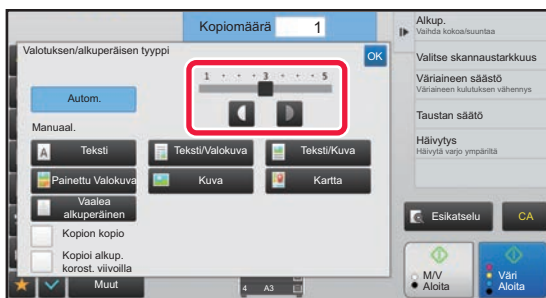 Kopiomäärä 1
Valotuksen/alkuperäisen tyyppi
OK
1 · · 3 · · 5
Autom.
Manuaal.
Teksti
Teksti/Valokuva
Teksti/Kuva
Painettu Valokuva
Kuva
Kartta
Vaalea
alkuperäinen
Kopion kopio
Kopioi alkup.
korost. viivoilla
Muut
4 A3
Alkup.
Vaihda kokoa/suuntaa
Valitse skannaustarkkuus
Väriaineen säästö
Väriaineen kulutuksen vähennys
Taustan säätö
Häivytys
Häivytä varjo ympäriltä
Esikatselu
CA
M/V
Aloita
Väri
Aloita